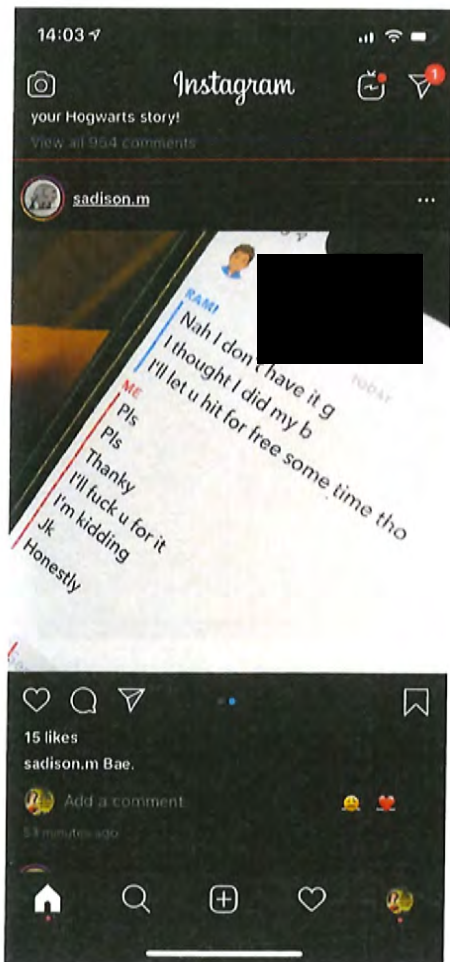 14:03
Instagram
1
your Hogwarts story!
View all 954 comments
sadison.m
TODAY
RAMI
Nah I don't have it g
I thought I did my b
I'll let u hit for free some time tho
ME
Pls
Pls
Thanky
I'll fuck u for it
I'm kidding
Jk
Honestly
15 likes
sadison.m Bae.
Add a comment
53 minutes ago